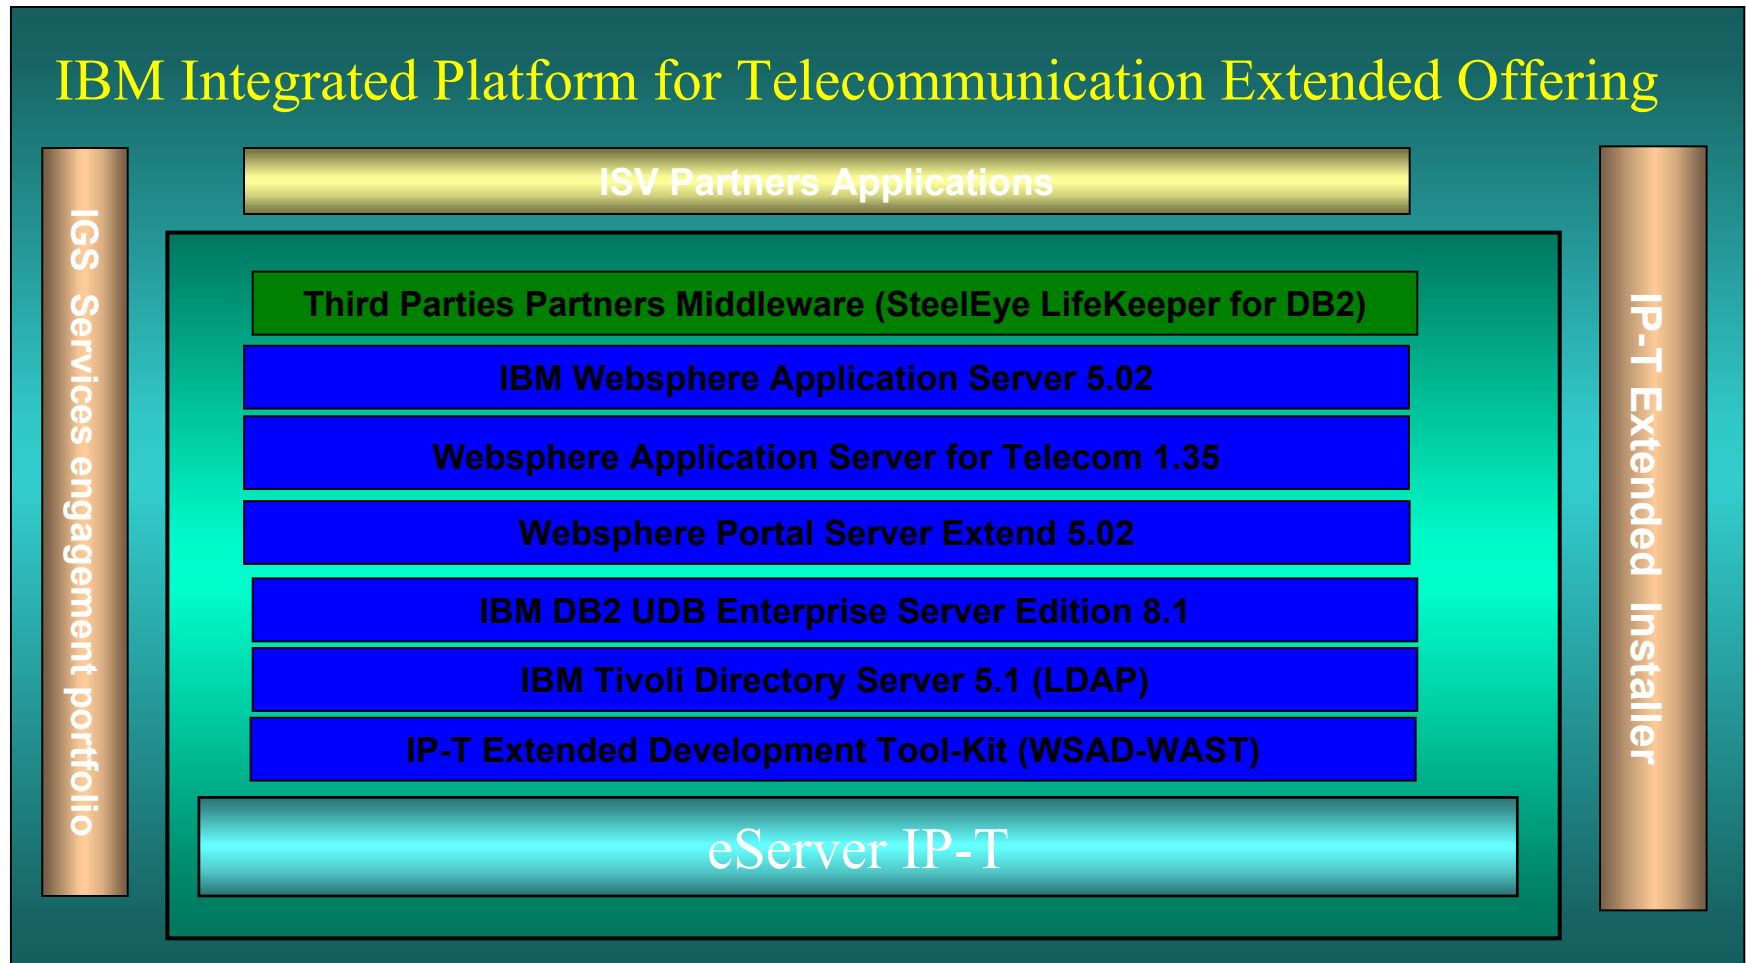 IBM Integrated Platform for Telecommunication Extended Offering
ISV Partners Applications
IGS Services engagement portfolio
Third Parties Partners Middleware (SteelEye LifeKeeper for DB2)
IBM Websphere Application Server 5.02
Websphere Application Server for Telecom 1.35
Websphere Portal Server Extend 5.02
IBM DB2 UDB Enterprise Server Edition 8.1
IBM Tivoli Directory Server 5.1 (LDAP)
IP-T Extended Development Tool-Kit (WSAD-WAST)
eServer IP-T
IP-T Extended Installer